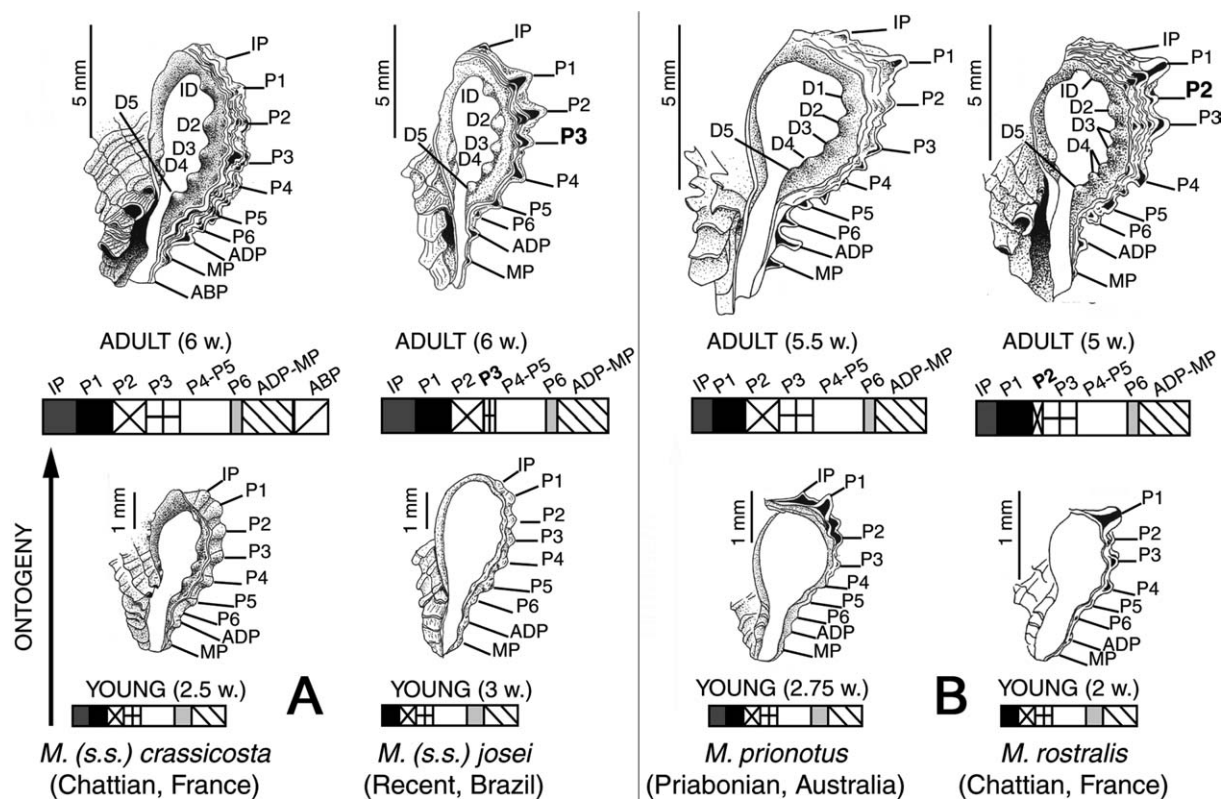 5 mm
IP
P1
P2
P3
P4
P5
P6
ADP
MP
ABP
D5
ID
D2
D3
D4
ADULT (6 w.)
IP P1 P2 P3 P4-P5 P6 ADP-MP ABP
5 mm
IP
P1
P2
P3
P4
P5
ADP
P6
MP
D5
ID
D2
D3
D4
ADULT (6 w.)
IP P1 P2 P3 P4-P5 P6 ADP-MP
5 mm
IP
P1
P2
P3
P4
P5
P6
ADP
MP
D1
D2
D3
D4
D5
ADULT (5.5 w.)
IP P1 P2 P3 P4-P5 P6 ADP-MP
5 mm
IP
P1
P2
P3
P4
P5
P6
ADP
MP
ID
D2
D3
D4
D5
ADULT (5 w.)
IP P1 P2 P3 P4-P5 P6 ADP-MP
ONTOGENY
1 mm
IP
P1
P2
P3
P4
P5
P6
ADP
MP
YOUNG (2.5 w.)
A
1 mm
IP
P1
P2
P3
P4
P5
P6
ADP
MP
YOUNG (3 w.)
1 mm
IP
P1
P2
P3
P4
P5
P6
ADP
MP
YOUNG (2.75 w.)
B
1 mm
P1
P2
P3
P4
P5
P6
ADP
MP
YOUNG (2 w.)
M. (s.s.) crassicosta
(Chattian, France)
M. (s.s.) josei
(Recent, Brazil)
M. prionotus
(Priabonian, Australia)
M. rostralis
(Chattian, France)